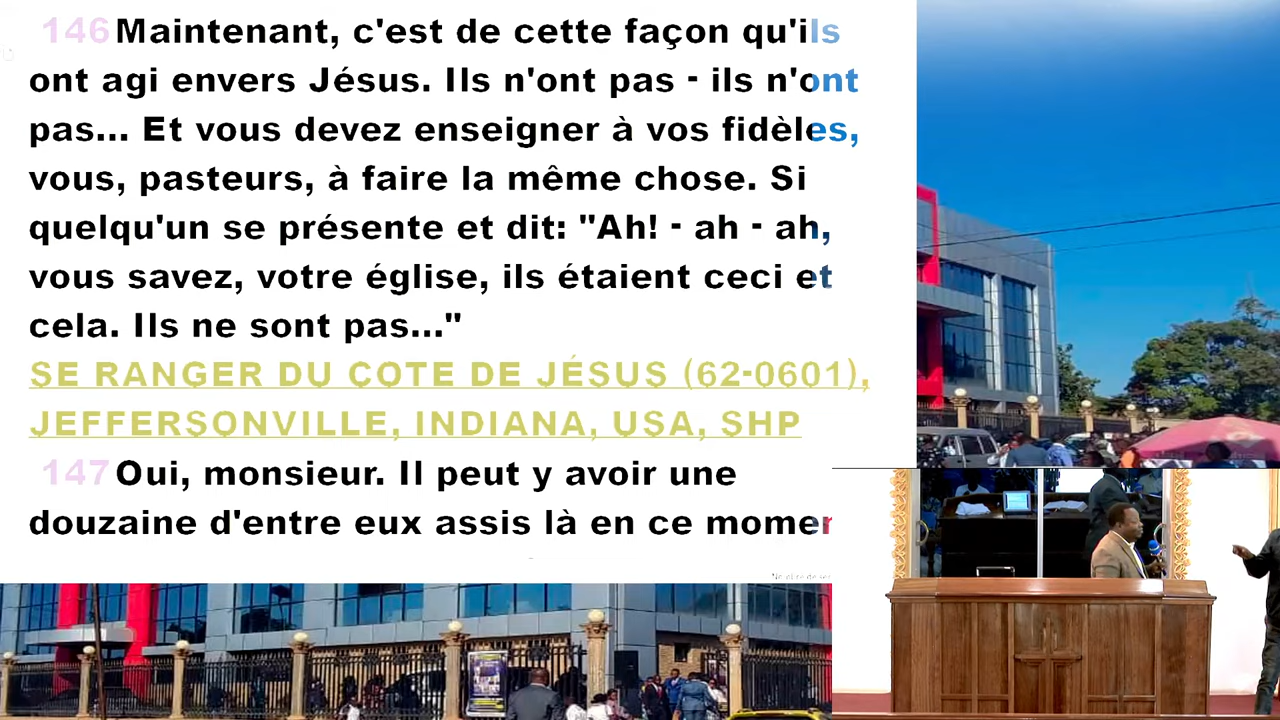 146 Maintenant, c'est de cette façon qu'ils
ont agi envers Jésus. Ils n'ont pas - ils n'ont
pas... Et vous devez enseigner à vos fidèles,
vous, pasteurs, à faire la même chose. Si
quelqu'un se présente et dit: "Ah! - ah - ah,
vous savez, votre église, ils étaient ceci et
cela. Ils ne sont pas..."
SE RANGER DU COTE DE JÉSUS (62-0601),
JEFFERSONVILLE, INDIANA, USA, SHP
147 Oui, monsieur. Il peut y avoir une
douzaine d'entre eux assis là en ce momen